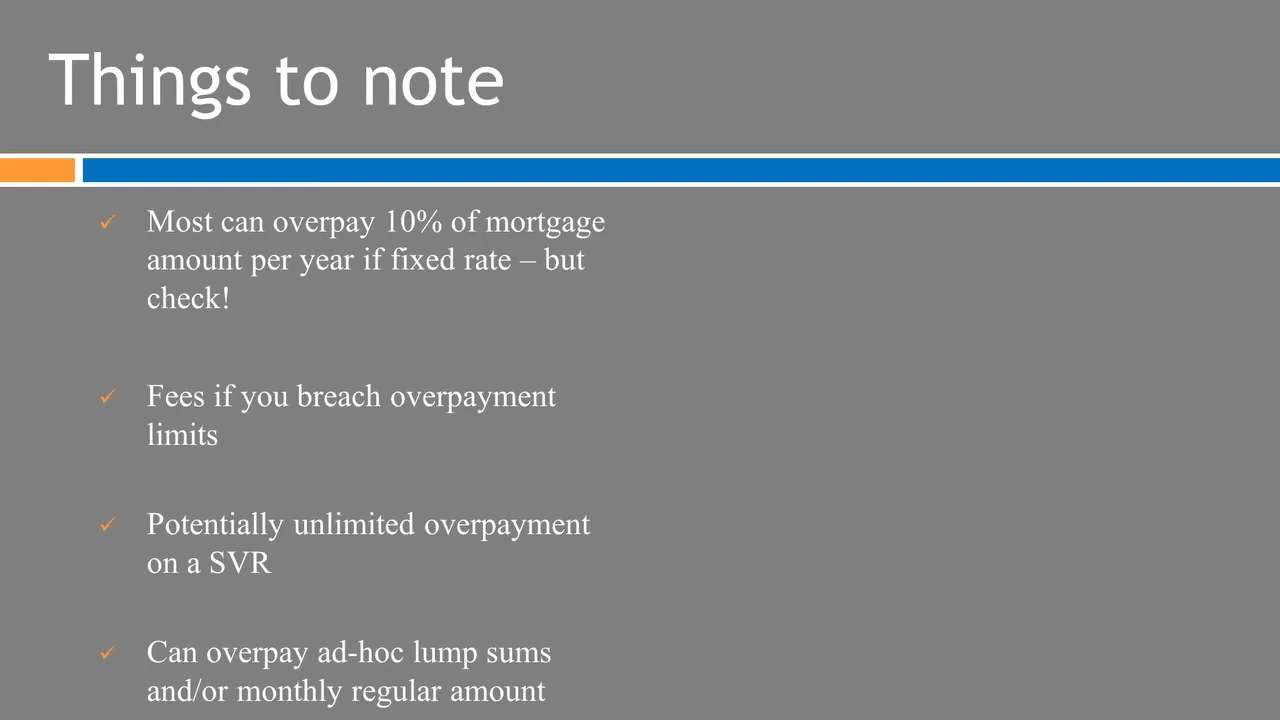 Things to note
Most can overpay 10% of mortgage
amount per year if fixed rate – but
check!
Fees if you breach overpayment
limits
Potentially unlimited overpayment
on a SVR
Can overpay ad-hoc lump sums
and/or monthly regular amount